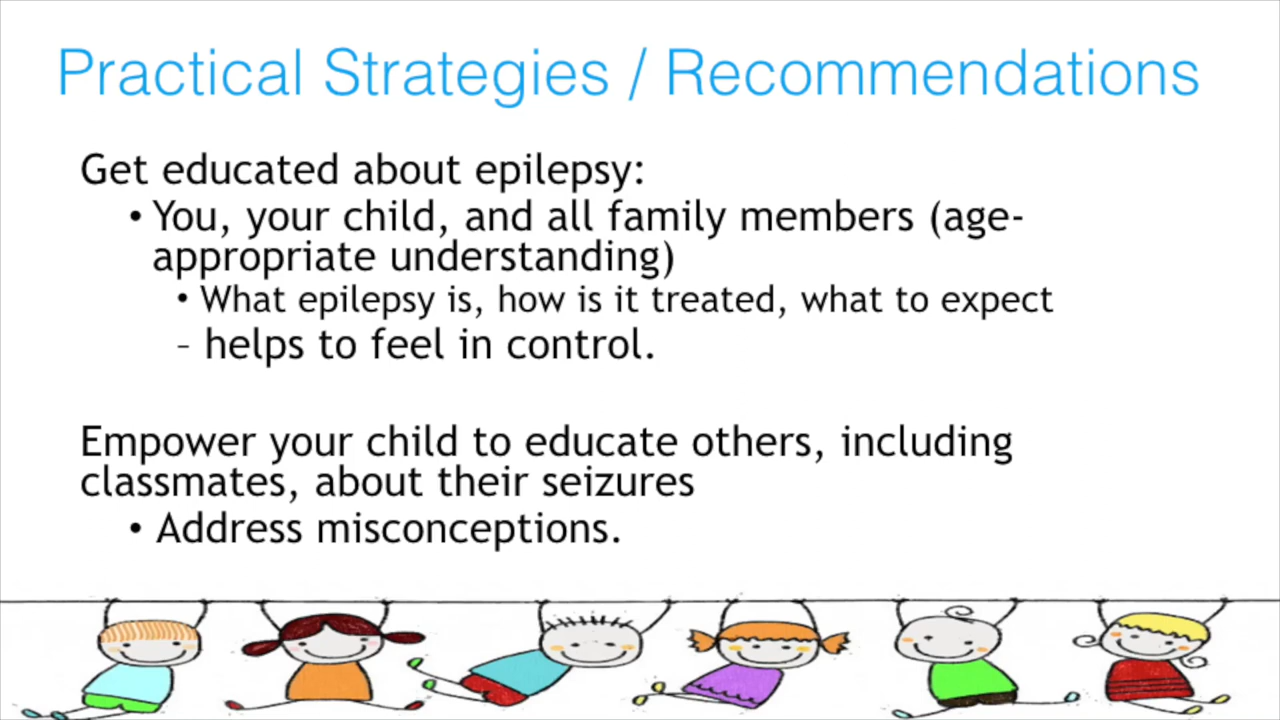 Practical Strategies / Recommendations
Get educated about epilepsy:
• You, your child, and all family members (age-
appropriate understanding)
• What epilepsy is, how is it treated, what to expect
– helps to feel in control.
Empower your child to educate others, including
classmates, about their seizures
• Address misconceptions.